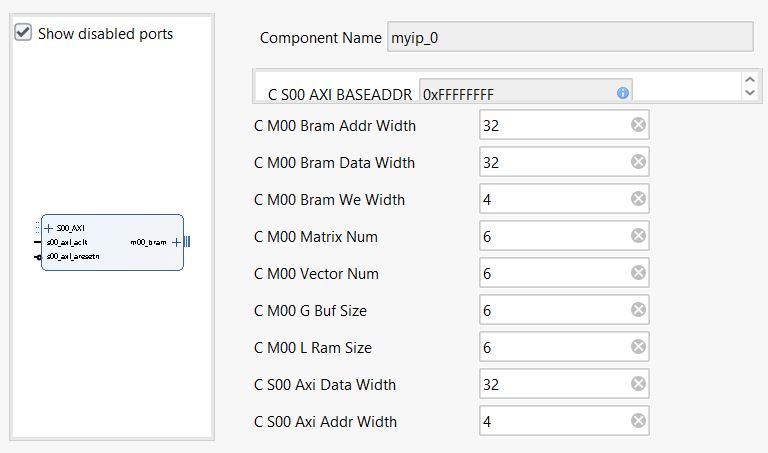 Show disabled ports
S00_AXI
s00_axi_aclk
m00_bram
s00_axi_aresetn
Component Name myip_0
C S00 AXI BASEADDR 0xFFFFFFFF
C M00 Bram Addr Width 32
C M00 Bram Data Width 32
C M00 Bram We Width 4
C M00 Matrix Num 6
C M00 Vector Num 6
C M00 G Buf Size 6
C M00 L Ram Size 6
C S00 Axi Data Width 32
C S00 Axi Addr Width 4